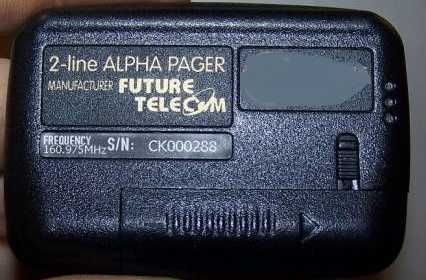 2-line ALPHA PAGER
MANUFACTURER FUTURE
TELECOM
FREQUENCY S/N: CK000288
160.975MHz